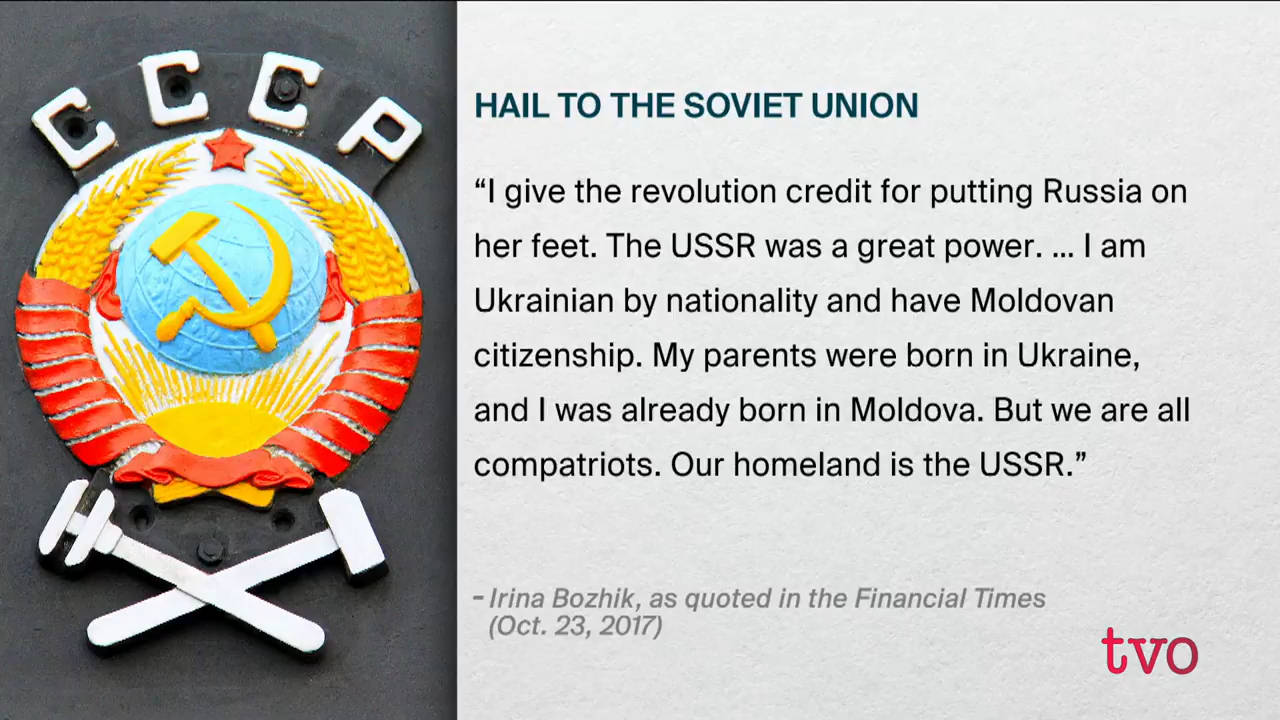 СССР
HAIL TO THE SOVIET UNION
“I give the revolution credit for putting Russia on
her feet. The USSR was a great power. ... I am
Ukrainian by nationality and have Moldovan
citizenship. My parents were born in Ukraine,
and I was already born in Moldova. But we are all
compatriots. Our homeland is the USSR.”
– Irina Bozhik, as quoted in the Financial Times
(Oct. 23, 2017)
tvo